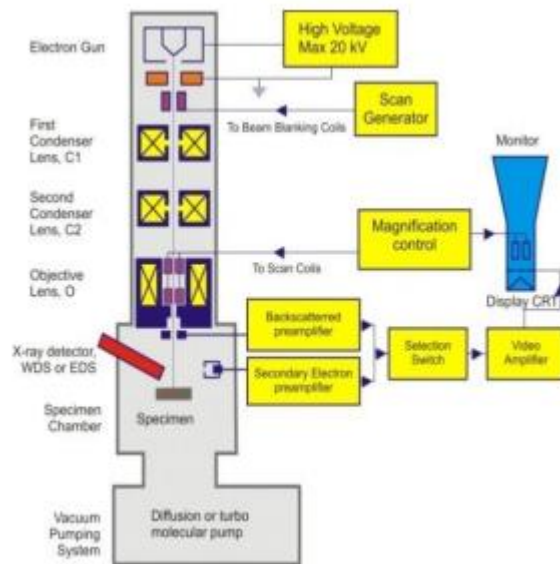 Electron Gun
High Voltage
Max 20 kV
Scan
Generator
To Beam Blanking Coils
First
Condenser
Lens, C1
Monitor
Second
Condenser
Lens, C2
Magnification
control
Objective
Lens, O
To Scan Coils
Display CRT
Backscatterred
preamplifier
X-ray detector,
WDS or EDS
Selection
Switch
Video
Amplifier
Secondary Electron
preamplifier
Specimen
Chamber
Specimen
Vacuum
Pumping
System
Diffusion or turbo
molecular pump